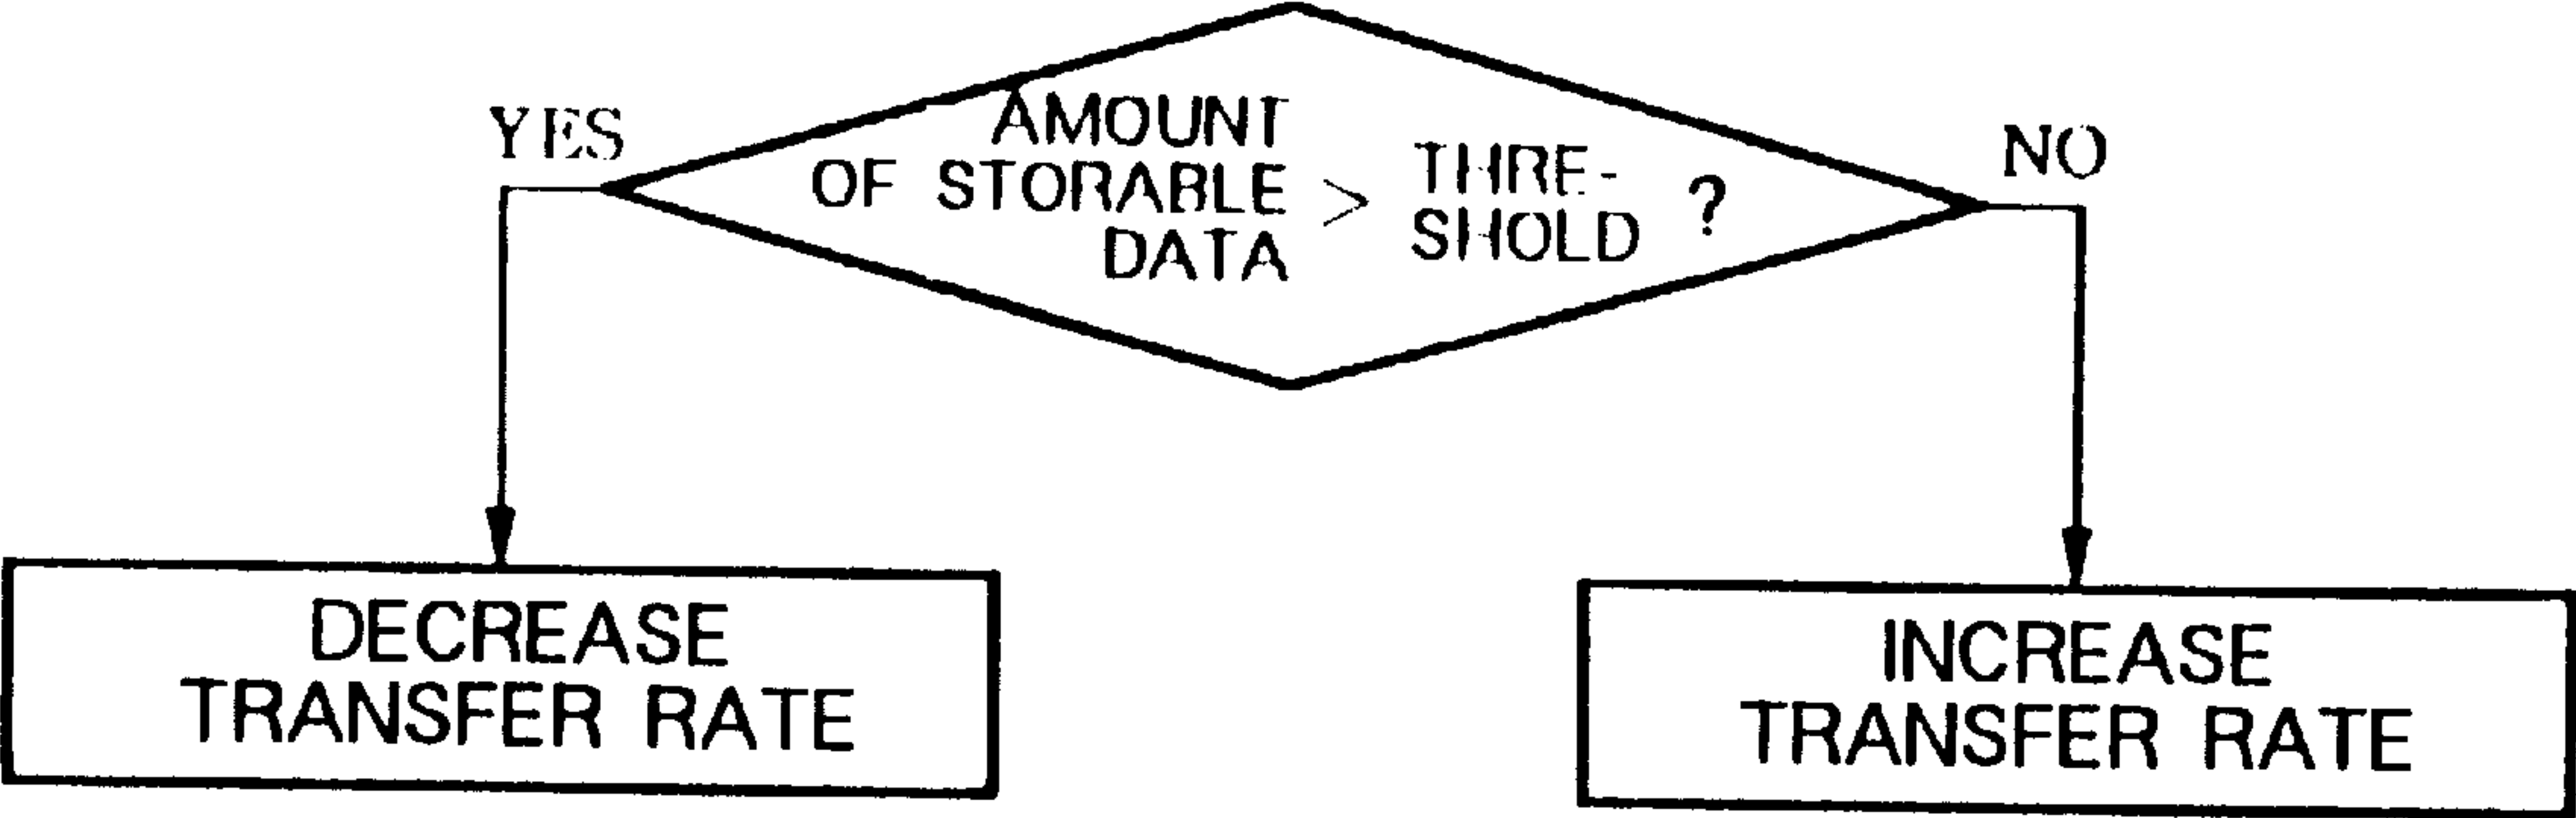 YES
AMOUNT
OF STORABLE
DATA
>
THRE-
SHOLD
?
NO
DECREASE
TRANSFER RATE
INCREASE
TRANSFER RATE